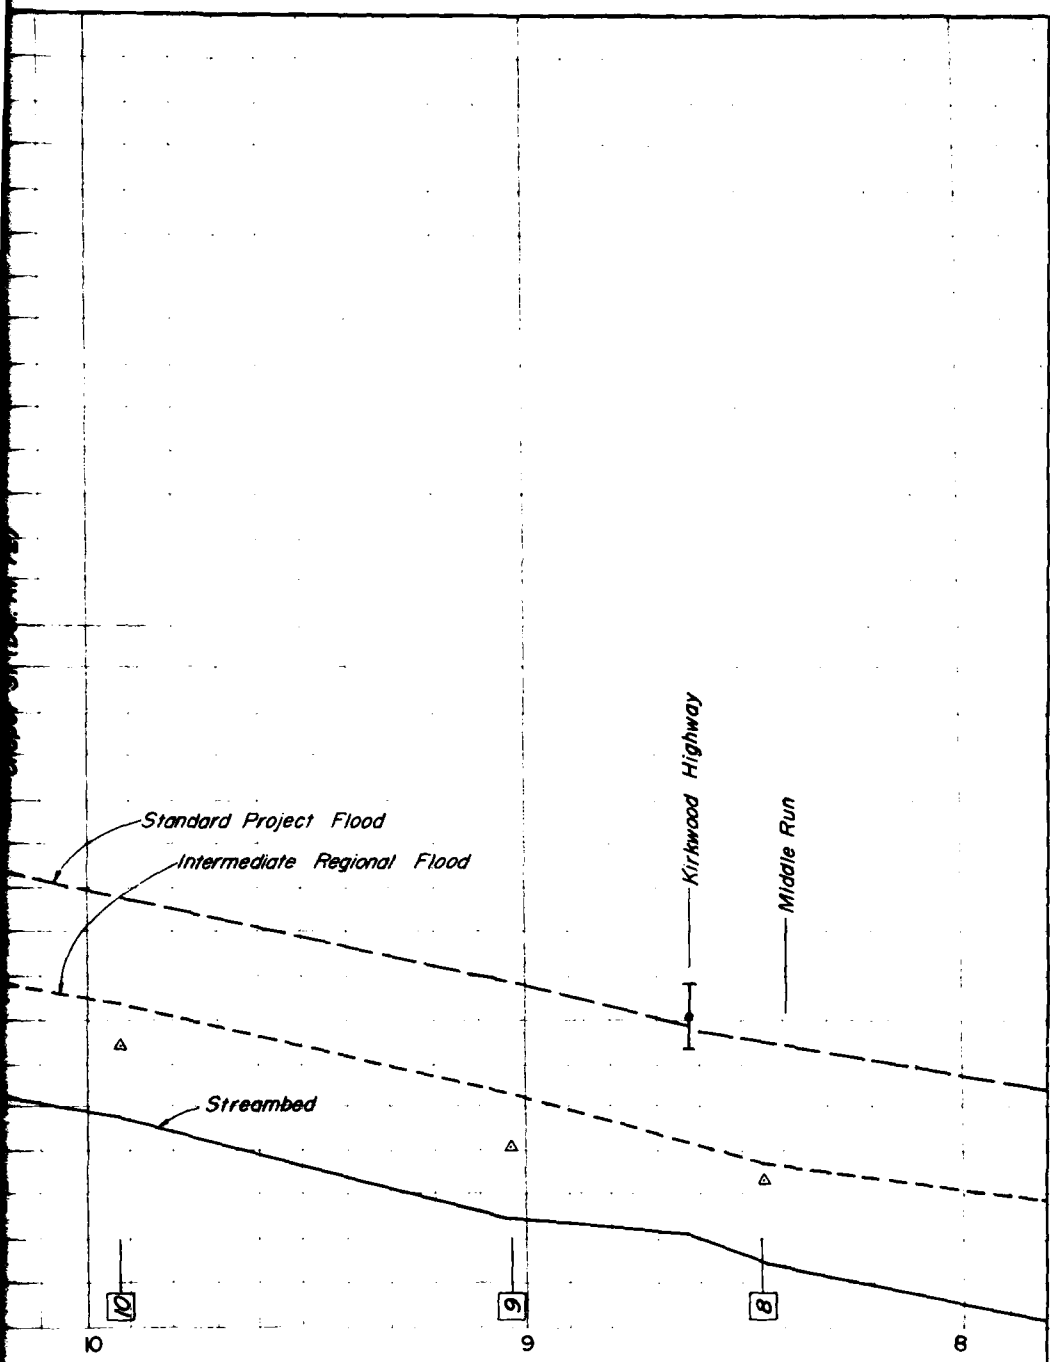 Kirkwood Highway
Middle Run
Standard Project Flood
Intermediate Regional Flood
Streambed
10
9
8
10
9
8